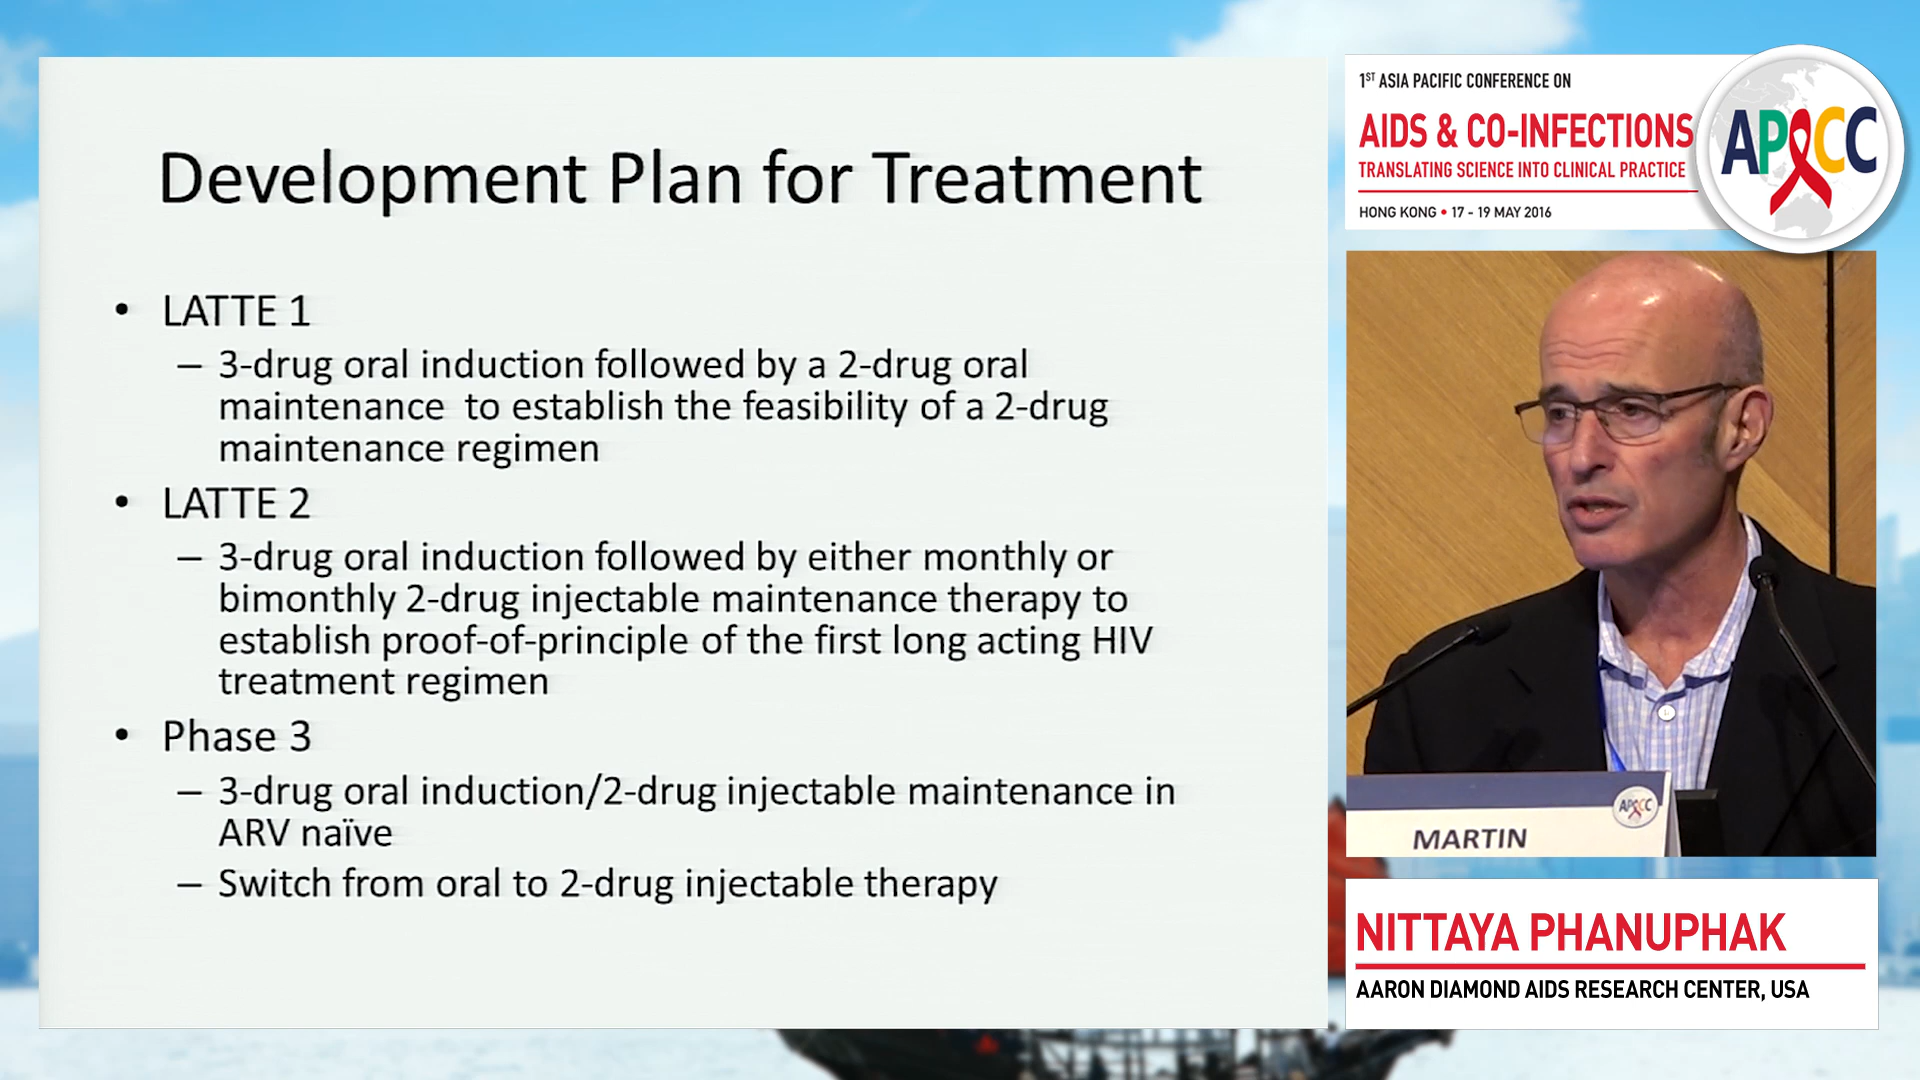 Development Plan for Treatment
• LATTE 1
– 3-drug oral induction followed by a 2-drug oral
maintenance to establish the feasibility of a 2-drug
maintenance regimen
• LATTE 2
– 3-drug oral induction followed by either monthly or
bimonthly 2-drug injectable maintenance therapy to
establish proof-of-principle of the first long acting HIV
treatment regimen
• Phase 3
– 3-drug oral induction/2-drug injectable maintenance in
ARV naïve
– Switch from oral to 2-drug injectable therapy
1ST ASIA PACIFIC CONFERENCE ON
AIDS & CO-INFECTIONS
TRANSLATING SCIENCE INTO CLINICAL PRACTICE
HONG KONG • 17 - 19 MAY 2016
APACC
APACC
MARTIN
NITTAYA PHANUPHAK
AARON DIAMOND AIDS RESEARCH CENTER, USA